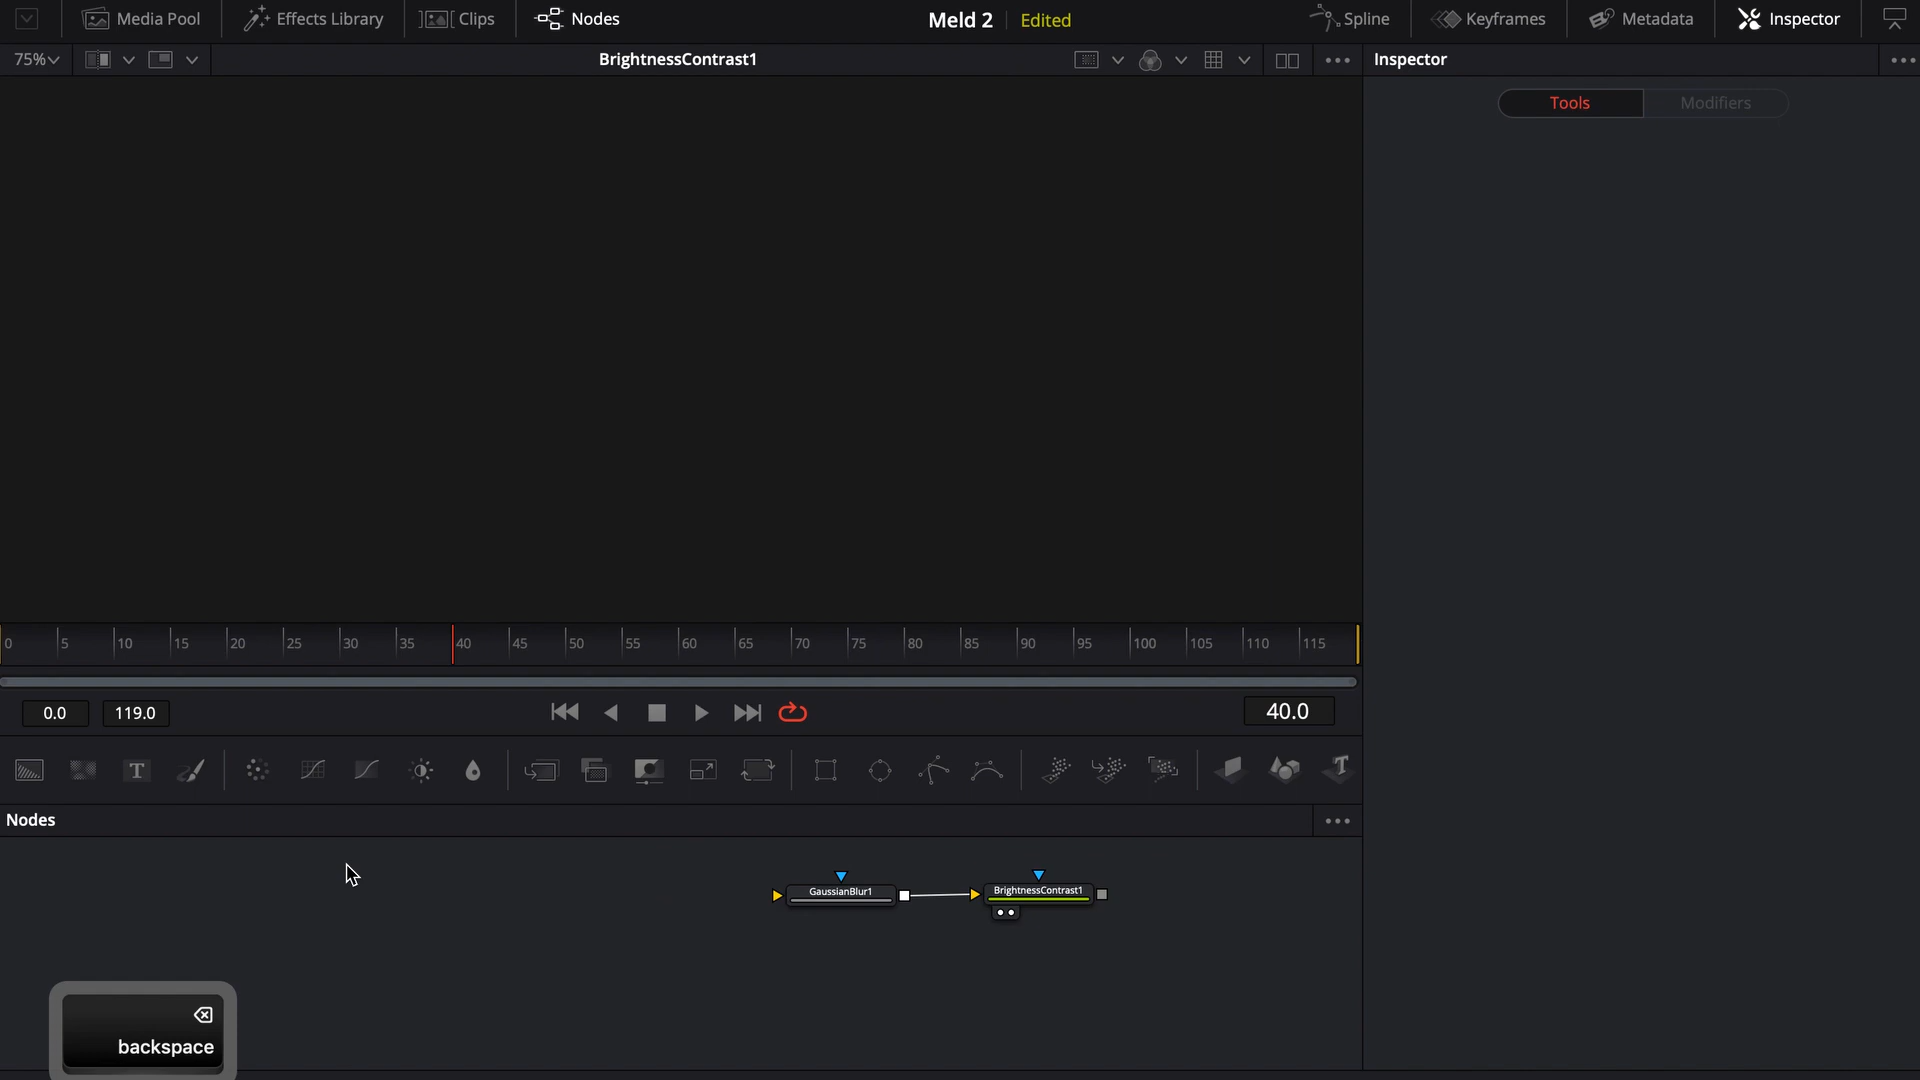 Media Pool
Effects Library
Clips
Nodes
Meld 2
Edited
Spline
Keyframes
Metadata
Inspector
75%
BrightnessContrast1
Inspector
Tools
Modifiers
0 5 10 15 20 25 30 35 40 45 50 55 60 65 70 75 80 85 90 95 100 105 110 115
0.0
119.0
40.0
T
T
Nodes
GaussianBlur1
BrightnessContrast1
backspace